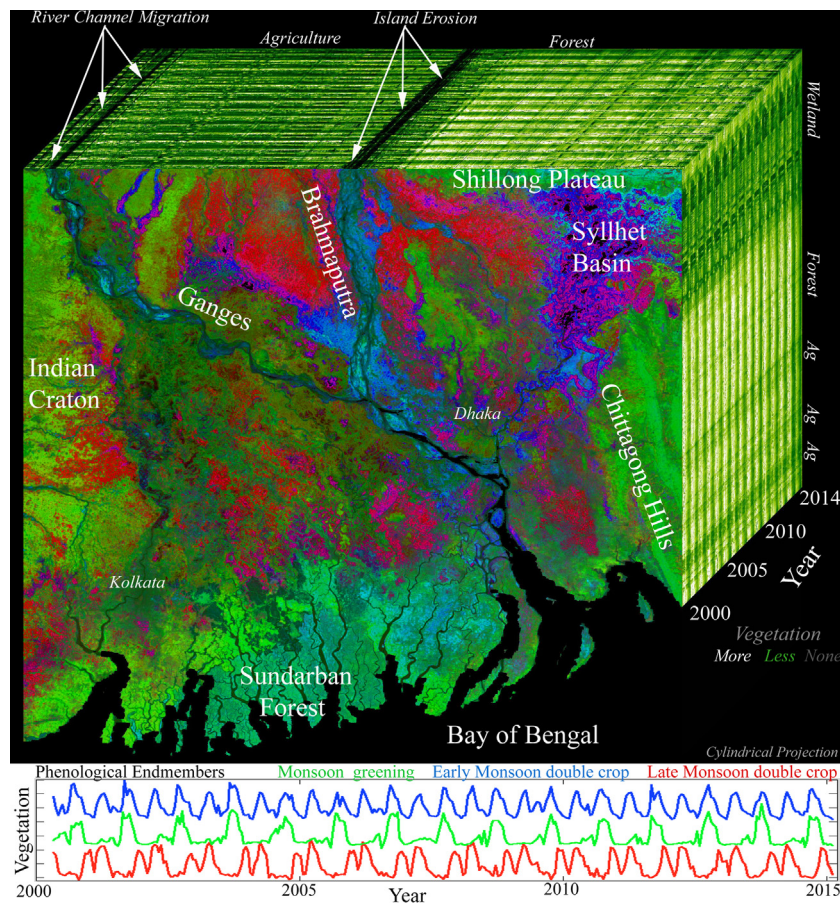 River Channel Migration
Island Erosion
Agriculture
Forest
Wetland
Shillong Plateau
Brahmaputra
Syllhet
Basin
Ganges
Forest
Indian
Craton
Ag
Dhaka
Chittagong Hills
Ag
Ag
2014
2010
2005
Year
2000
Kolkata
Vegetation
More Less None
Sundarban
Forest
Bay of Bengal
Cylindrical Projection
Phenological Endmembers Monsoon greening Early Monsoon double crop Late Monsoon double crop
Vegetation
0
2000 2005 2010 2015
Year